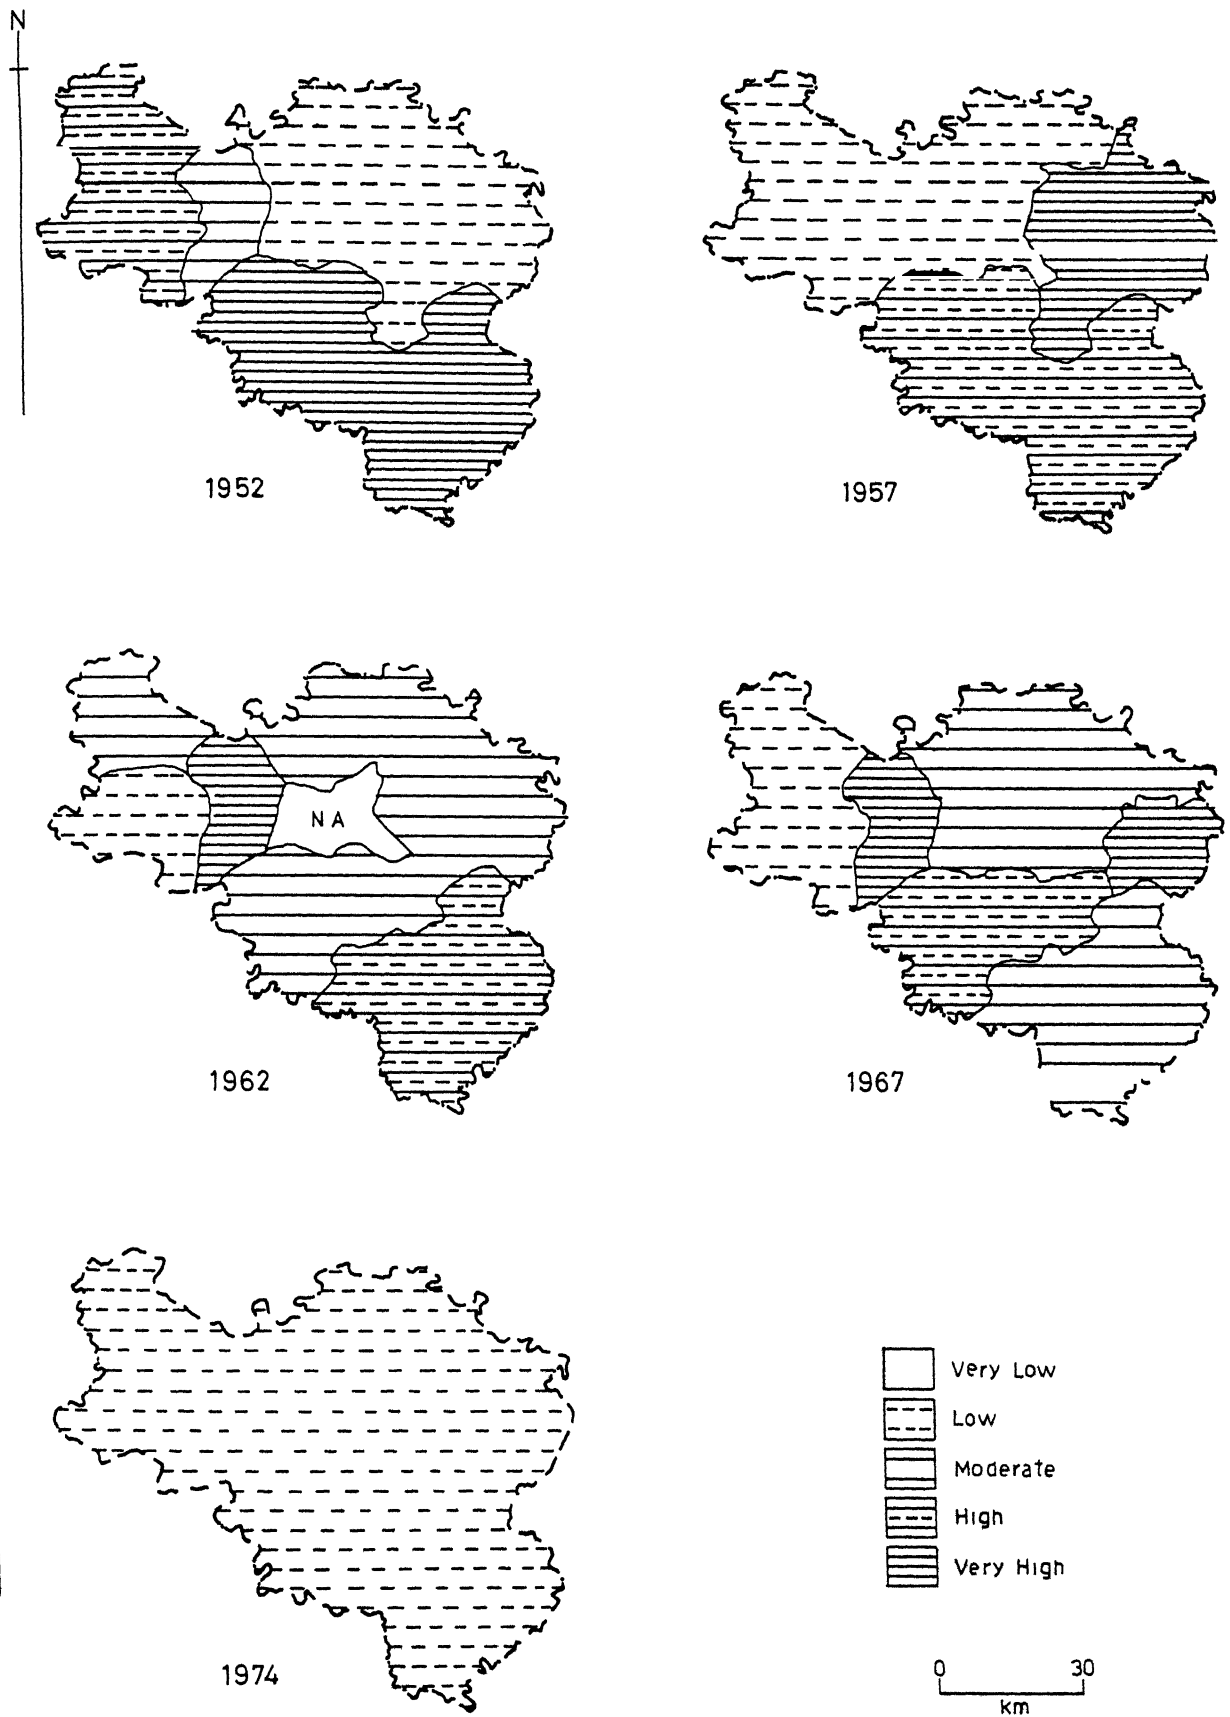 N
1952
1957
NA
1962
1967
1974
Very Low
Low
Moderate
High
Very High
0 30
km